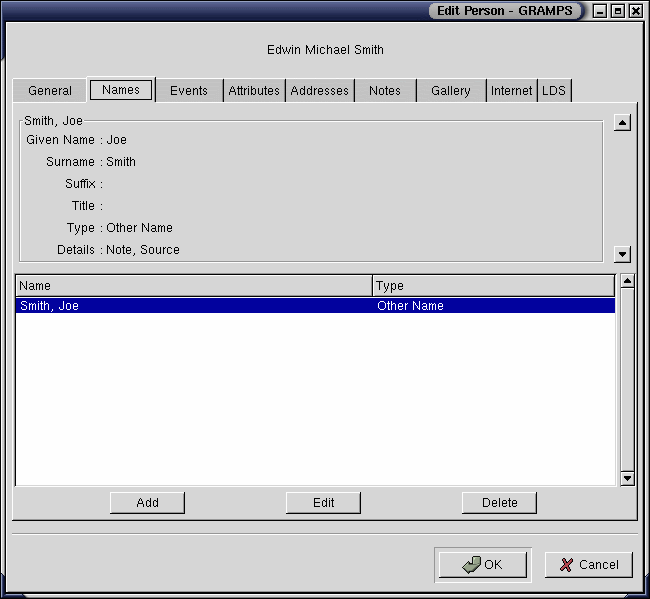 Edit Person - GRAMPS
Edwin Michael Smith
General Names Events Attributes Addresses Notes Gallery Internet LDS
Smith, Joe
Given Name : Joe
Surname : Smith
Suffix :
Title :
Type : Other Name
Details : Note, Source
Name Type
Smith, Joe Other Name
Add Edit Delete
OK Cancel